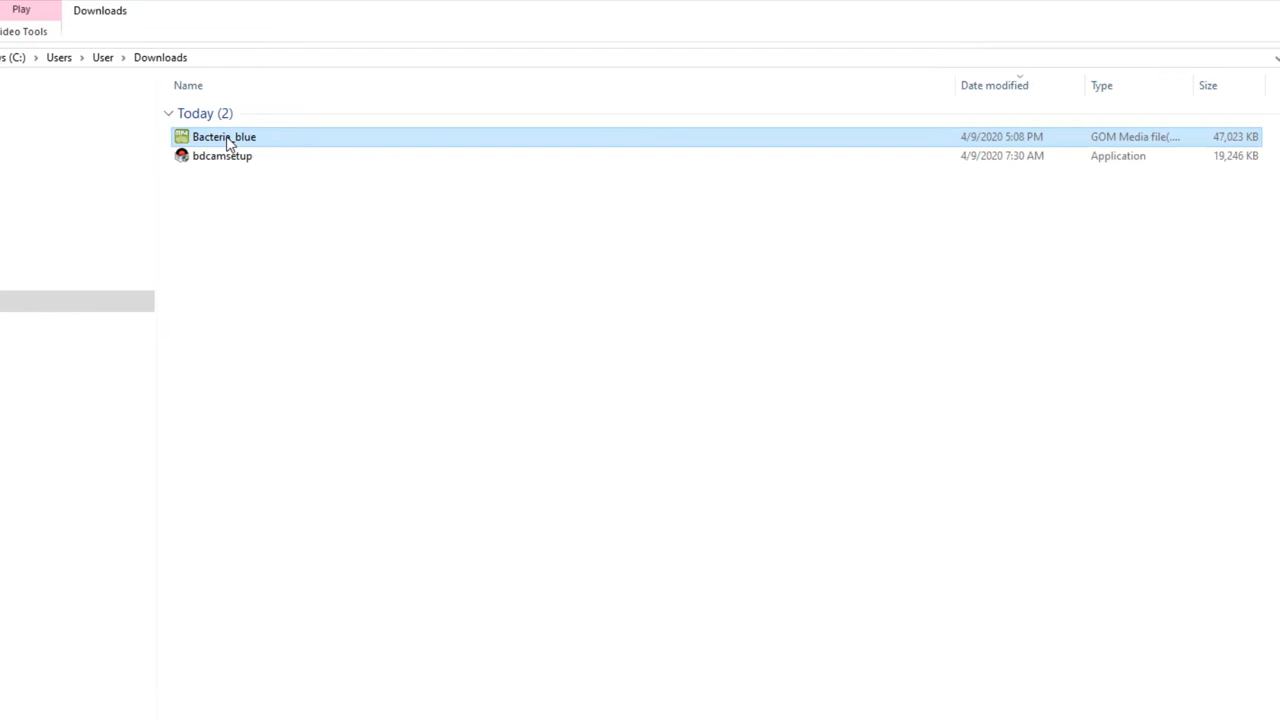 Play Downloads
ideo Tools
s (C:) Users User Downloads
Name Date modified Type Size
Today (2)
Bacteria_blue 4/9/2020 5:08 PM GOM Media file(.... 47,023 KB
bdcamsetup 4/9/2020 7:30 AM Application 19,246 KB